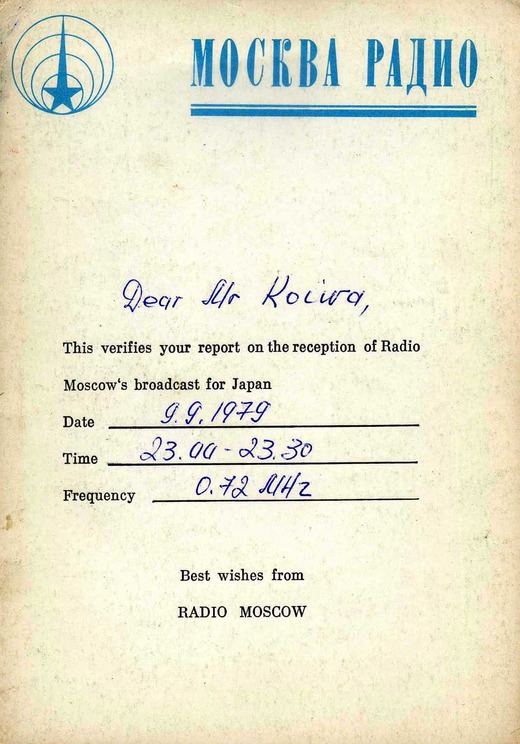 МОСКВА РАДИО
Dear Mr Kociwa,
This verifies your report on the reception of Radio
Moscow's broadcast for Japan
Date 9.9.1979
Time 23.00-23.30
Frequency 0.72 MHz
Best wishes from
RADIO MOSCOW